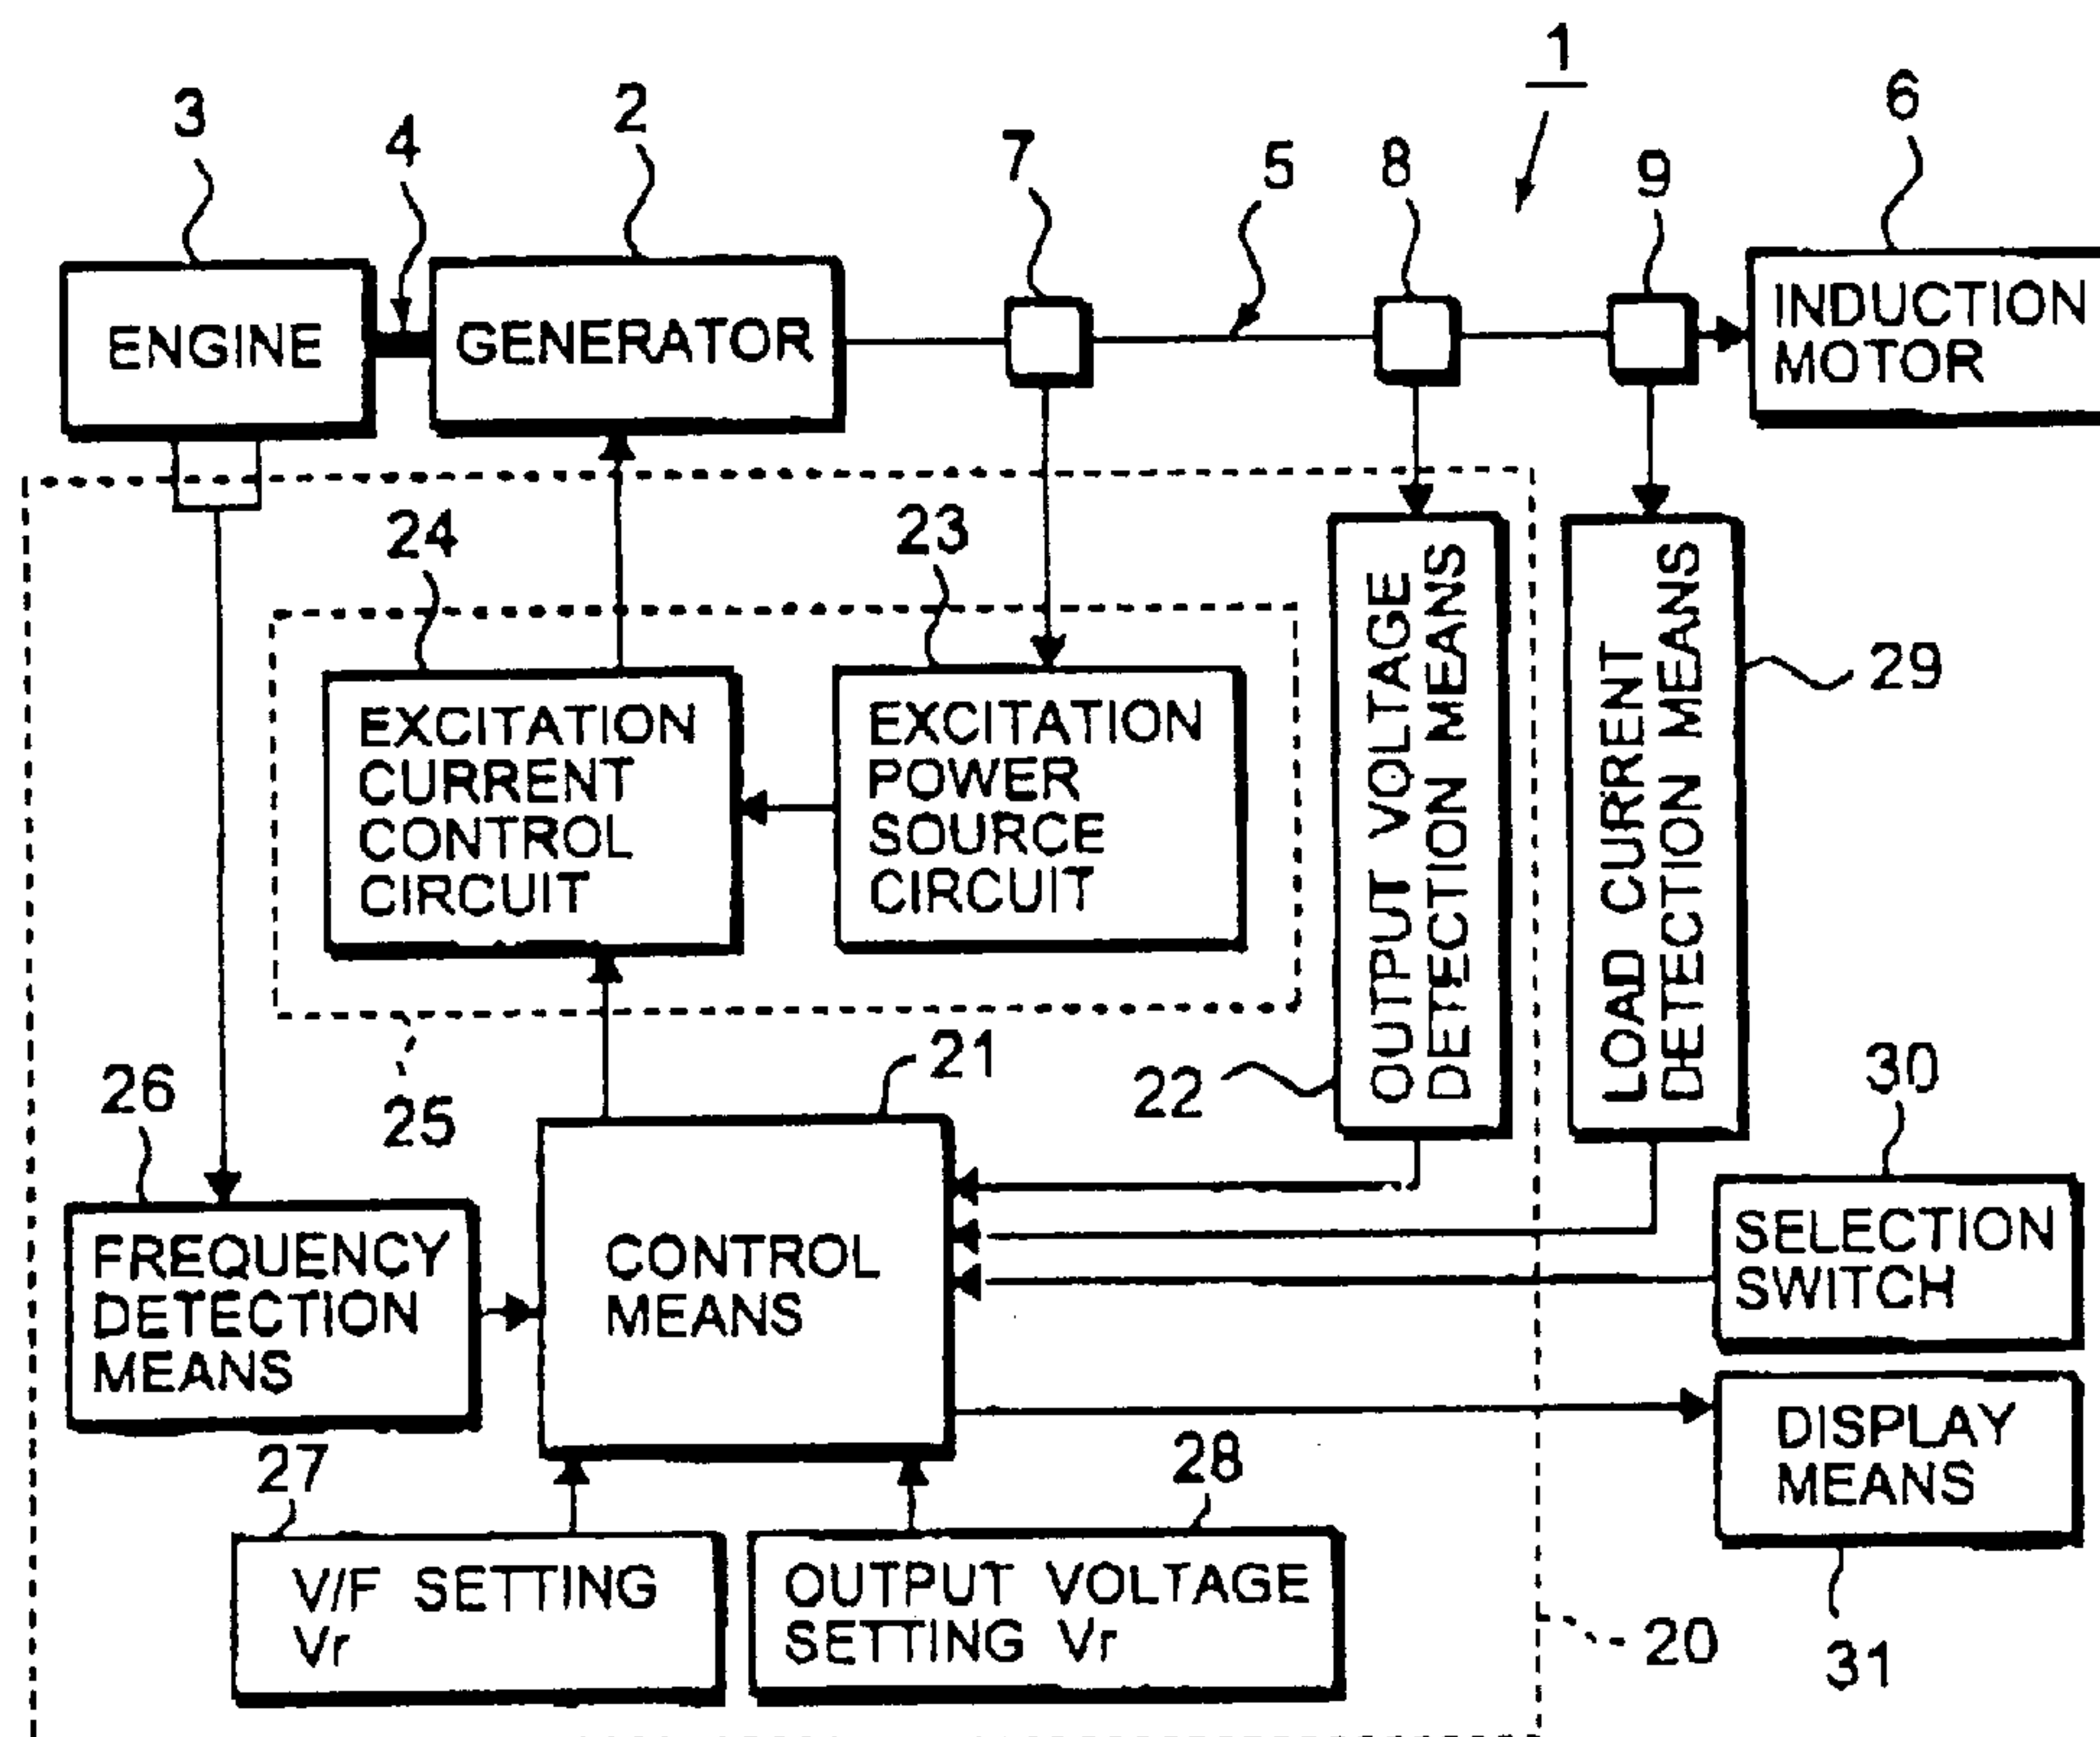 1
3
4
2
7
5
8
9
6
ENGINE
GENERATOR
INDUCTION
MOTOR
24
23
EXCITATION
CURRENT
CONTROL
CIRCUIT
EXCITATION
POWER
SOURCE
CIRCUIT
OUTPUT VOLTAGE
DETECTION MEANS
LOAD CURRENT
DETECTION MEANS
29
26
25
21
22
30
FREQUENCY
DETECTION
MEANS
CONTROL
MEANS
SELECTION
SWITCH
27
28
DISPLAY
MEANS
V/F SETTING
Vr
OUTPUT VOLTAGE
SETTING Vr
20
31